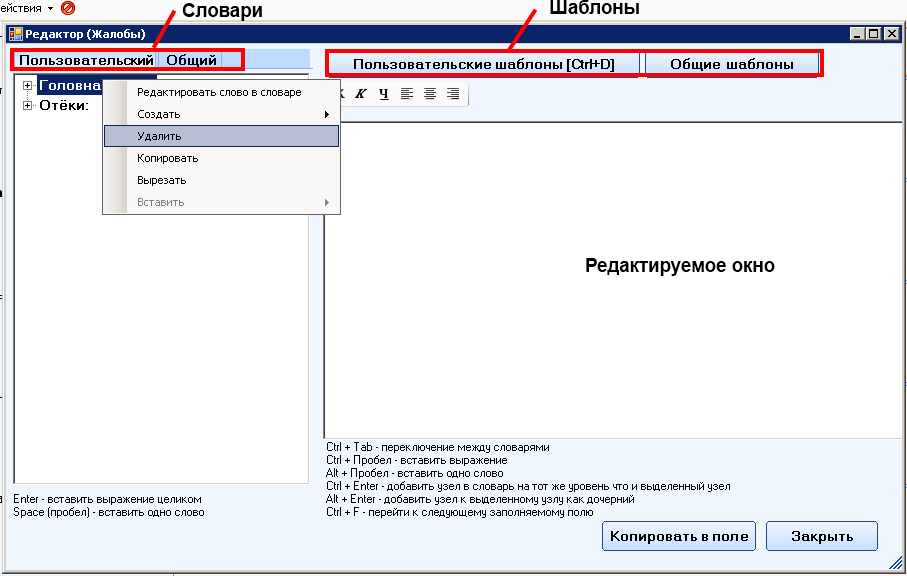 ействия
Словари
Шаблоны
Редактор (Жалобы)
Пользовательский
Общий
Пользовательские шаблоны [Ctrl+D]
Общие шаблоны
Головна
Отёки:
Редактировать слово в словаре
Создать
Удалить
Копировать
Вырезать
Вставить
К Ч
Редактируемое окно
Ctrl + Tab - переключение между словарями
Ctrl + Пробел - вставить выражение
Alt + Пробел - вставить одно слово
Ctrl + Enter - добавить узел в словарь на тот же уровень что и выделенный узел
Alt + Enter - добавить узел к выделенному узлу как дочерний
Ctrl + F - перейти к следующему заполняемому полю
Enter - вставить выражение целиком
Space (пробел) - вставить одно слово
Копировать в поле
Закрыть